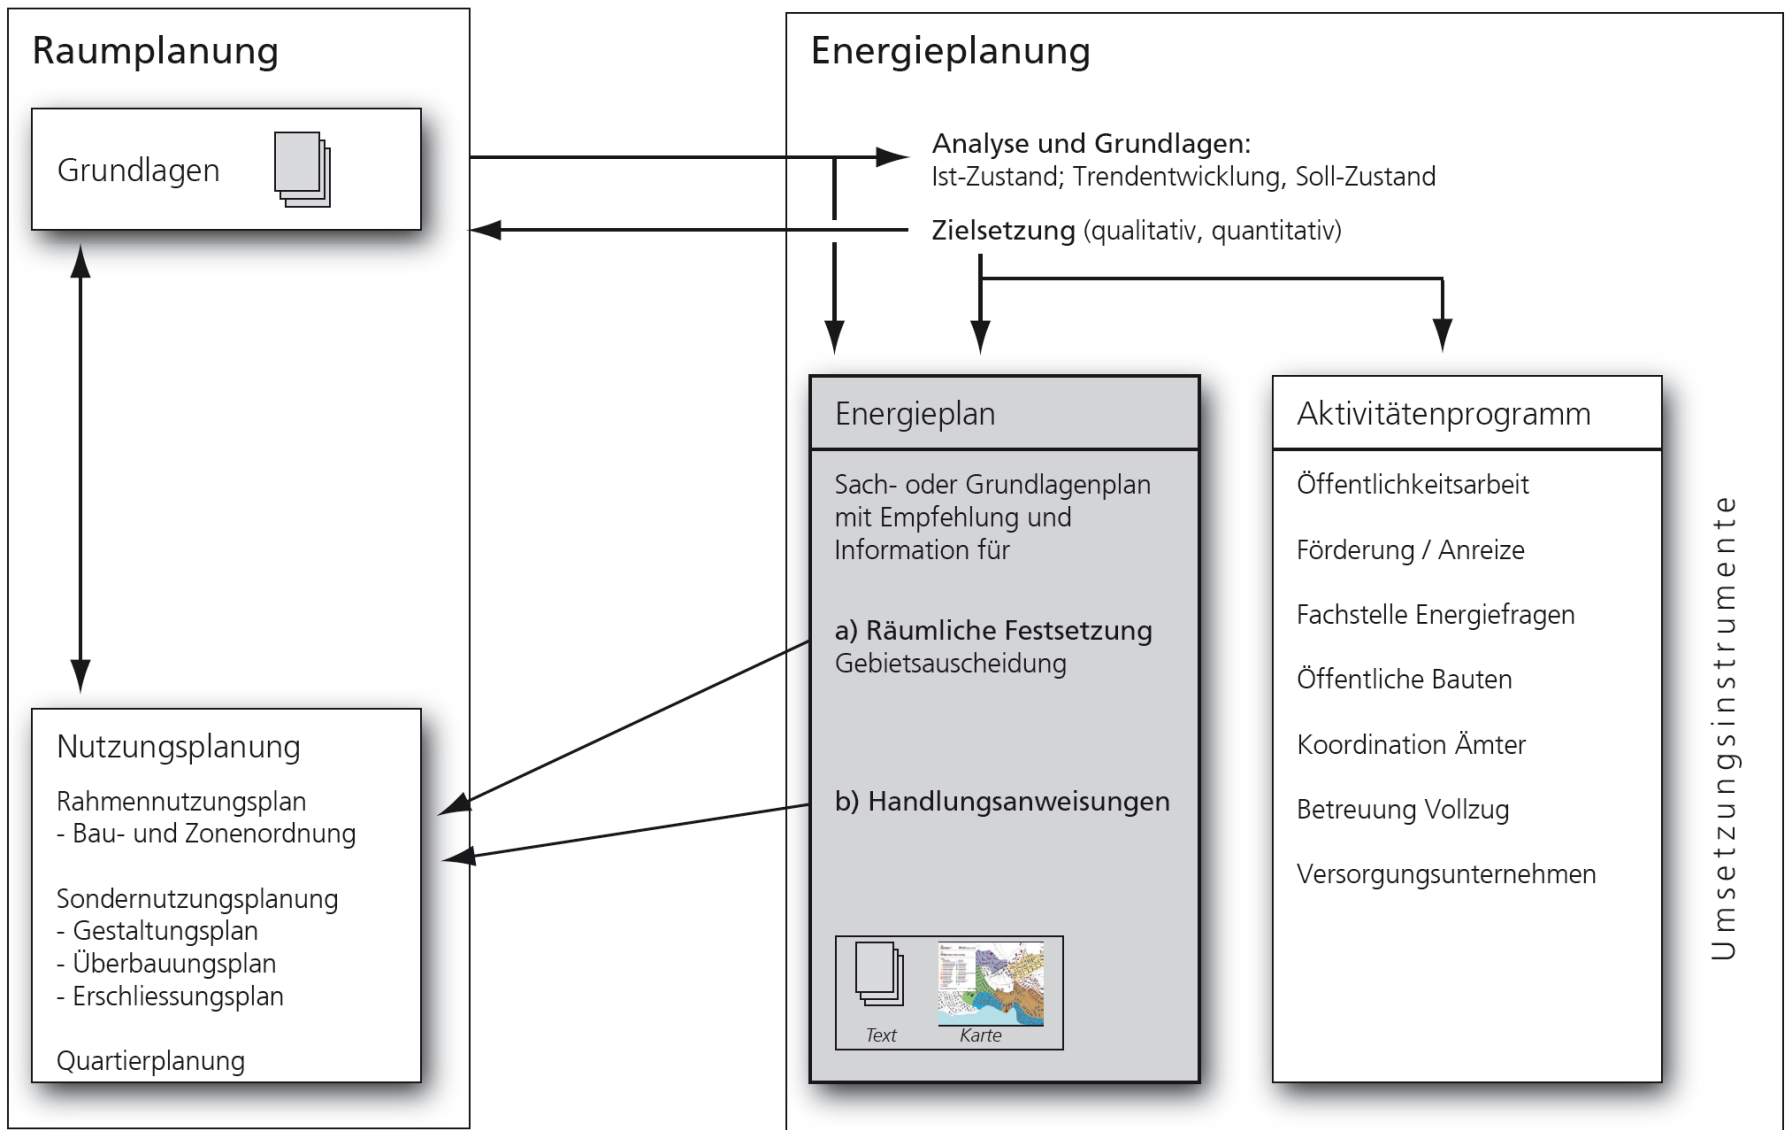 Raumplanung
Grundlagen
Nutzungsplanung
Rahmennutzungsplan
- Bau- und Zonenordnung
Sondernutzungsplanung
- Gestaltungsplan
- Überbauungsplan
- Erschliessungsplan
Quartierplanung
Energieplanung
Analyse und Grundlagen:
Ist-Zustand; Trendentwicklung, Soll-Zustand
Zielsetzung (qualitativ, quantitativ)
Energieplan
Sach- oder Grundlagenplan
mit Empfehlung und
Information für
a) Räumliche Festsetzung
Gebietsauscheidung
b) Handlungsanweisungen
Text
Karte
Aktivitätenprogramm
Öffentlichkeitsarbeit
Förderung / Anreize
Fachstelle Energiefragen
Öffentliche Bauten
Koordination Ämter
Betreuung Vollzug
Versorgungsunternehmen
Umsetzungsinstrumente